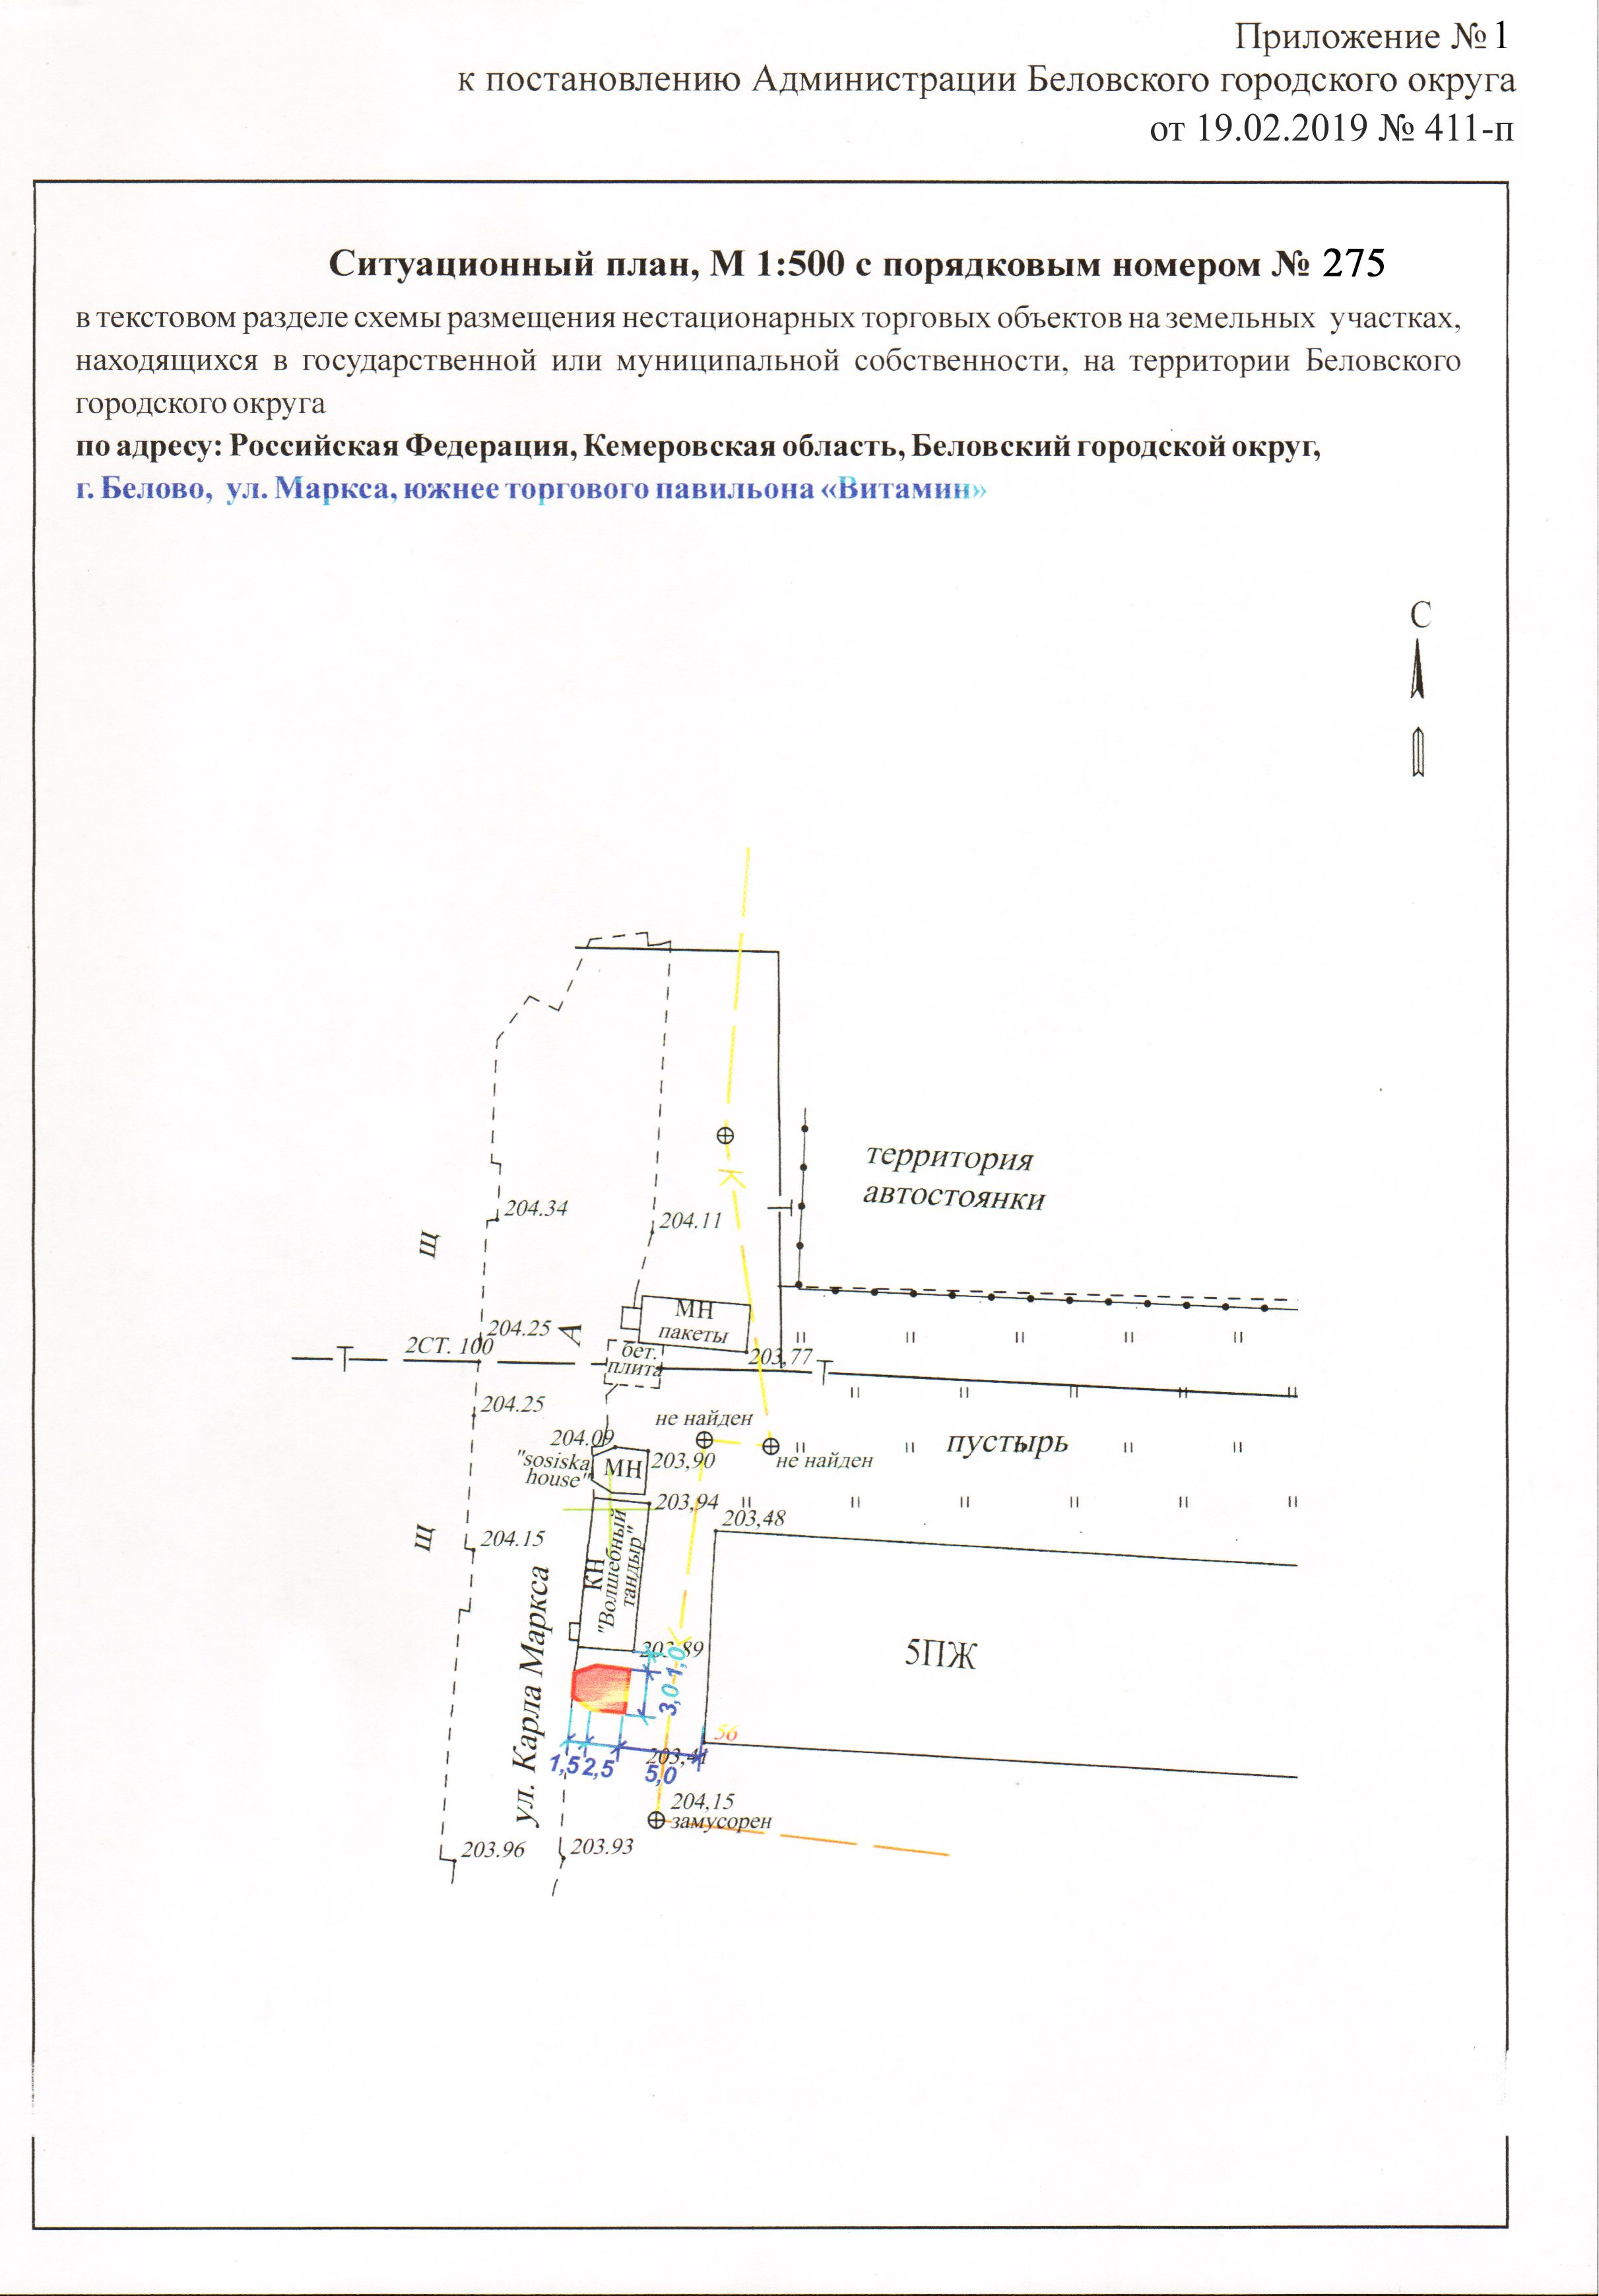 Приложение № 1
к постановлению Администрации Беловского городского округа
от 19.02.2019 № 411-п
Ситуационный план, М 1:500 с порядковым номером № 275
в текстовом разделе схемы размещения нестационарных торговых объектов на земельных участках,
находящихся в государственной или муниципальной собственности, на территории Беловского
городского округа
по адресу: Российская Федерация, Кемеровская область, Беловский городской округ,
г. Белово, ул. Маркса, южнее торгового павильона «Витамин»
С
К
территория
автостоянки
204.34
204.11
Щ
МН
пакеты
204.25
А
2СТ. 100
бет.
плита
203,77
Т
Т
204.25
не найден
204.09
203,90
не найден
пустырь
"sosiska
house"
МН
203,94
203,48
Щ
204.15
КН
"Волшебный
тандыр"
ул. Карла Маркса
203,89
К
1,0
3,0
5ПЖ
56
203,41
1,5
2,5
5,0
204,15
замусорен
203.96
203.93